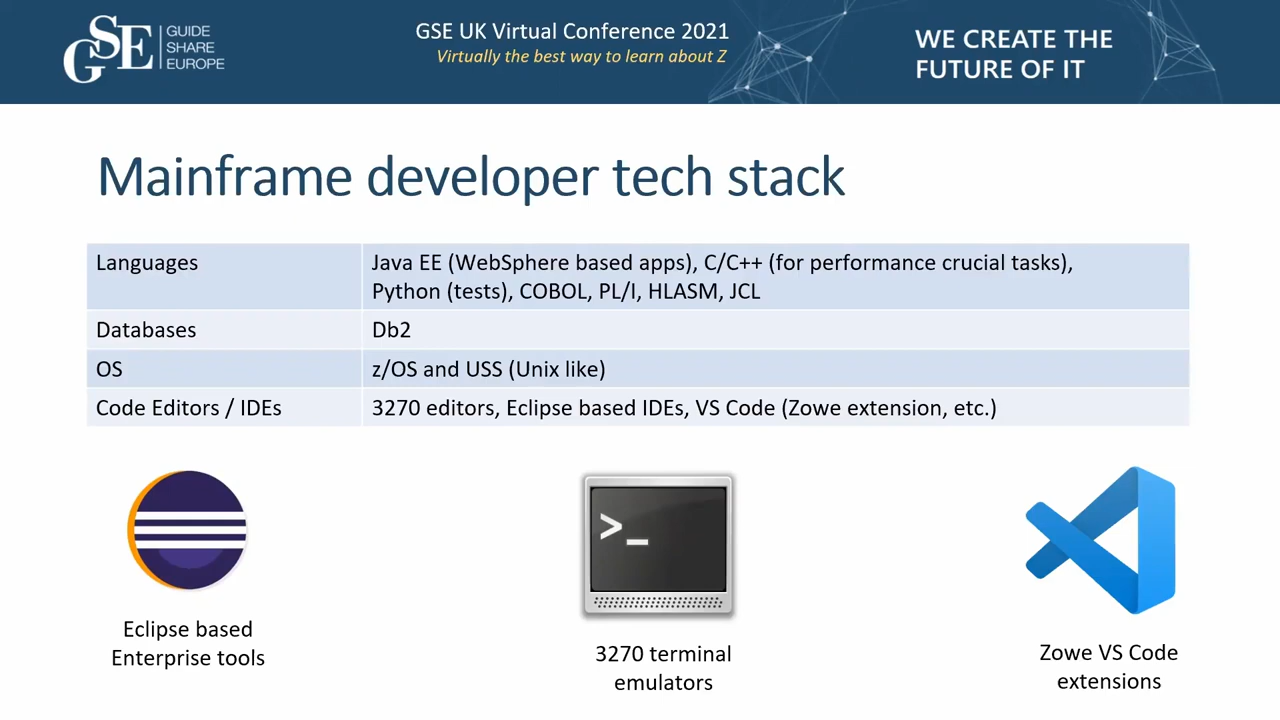 GSE
GUIDE
SHARE
EUROPE
GSE UK Virtual Conference 2021
Virtually the best way to learn about Z
WE CREATE THE
FUTURE OF IT
Mainframe developer tech stack
Languages
Java EE (WebSphere based apps), C/C++ (for performance crucial tasks),
Python (tests), COBOL, PL/I, HLASM, JCL
Databases
Db2
OS
z/OS and USS (Unix like)
Code Editors / IDEs
3270 editors, Eclipse based IDEs, VS Code (Zowe extension, etc.)
>_
Eclipse based
Enterprise tools
3270 terminal
emulators
Zowe VS Code
extensions